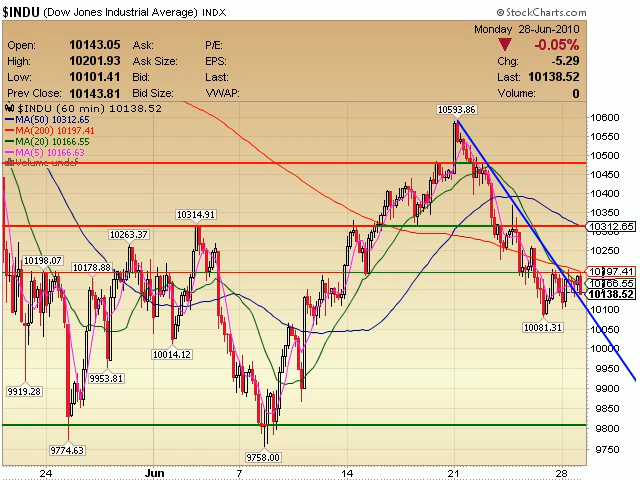 $INDU (Dow Jones Industrial Average) INDX
© StockCharts.com
Monday 28-Jun-2010
Open: 10143.05 Ask: P/E: ▼ -0.05%
High: 10201.93 Ask Size: EPS: Chg: -5.29
Low: 10101.41 Bid: Last: Last: 10138.52
Prev Close: 10143.81 Bid Size: VWAP: Volume: 0
$INDU (60 min) 10138.52
MA(50) 10312.65
MA(200) 10197.41
MA(20) 10166.55
MA(5) 10166.63
Volume undef
10593.86
10314.91
10263.37
10198.07
10178.88
10081.31
10014.12
9953.81
9919.28
9774.63
9758.00
10600
10550
10500
10450
10400
10350
10312.65
10250
10197.41
10166.55
10138.52
10100
10050
10000
9950
9900
9850
9800
9750
24 Jun 7 14 21 28